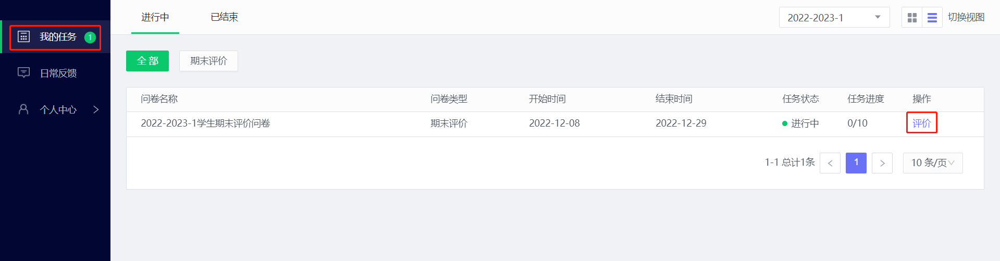 进行中 已结束 2022-2023-1 切换视图
我的任务 1
日常反馈
个人中心
全部 期末评价
问卷名称 问卷类型 开始时间 结束时间 任务状态 任务进度 操作
2022-2023-1学生期末评价问卷 期末评价 2022-12-08 2022-12-29 进行中 0/10 评价
1-1 总计1条 < 1 > 10 条/页